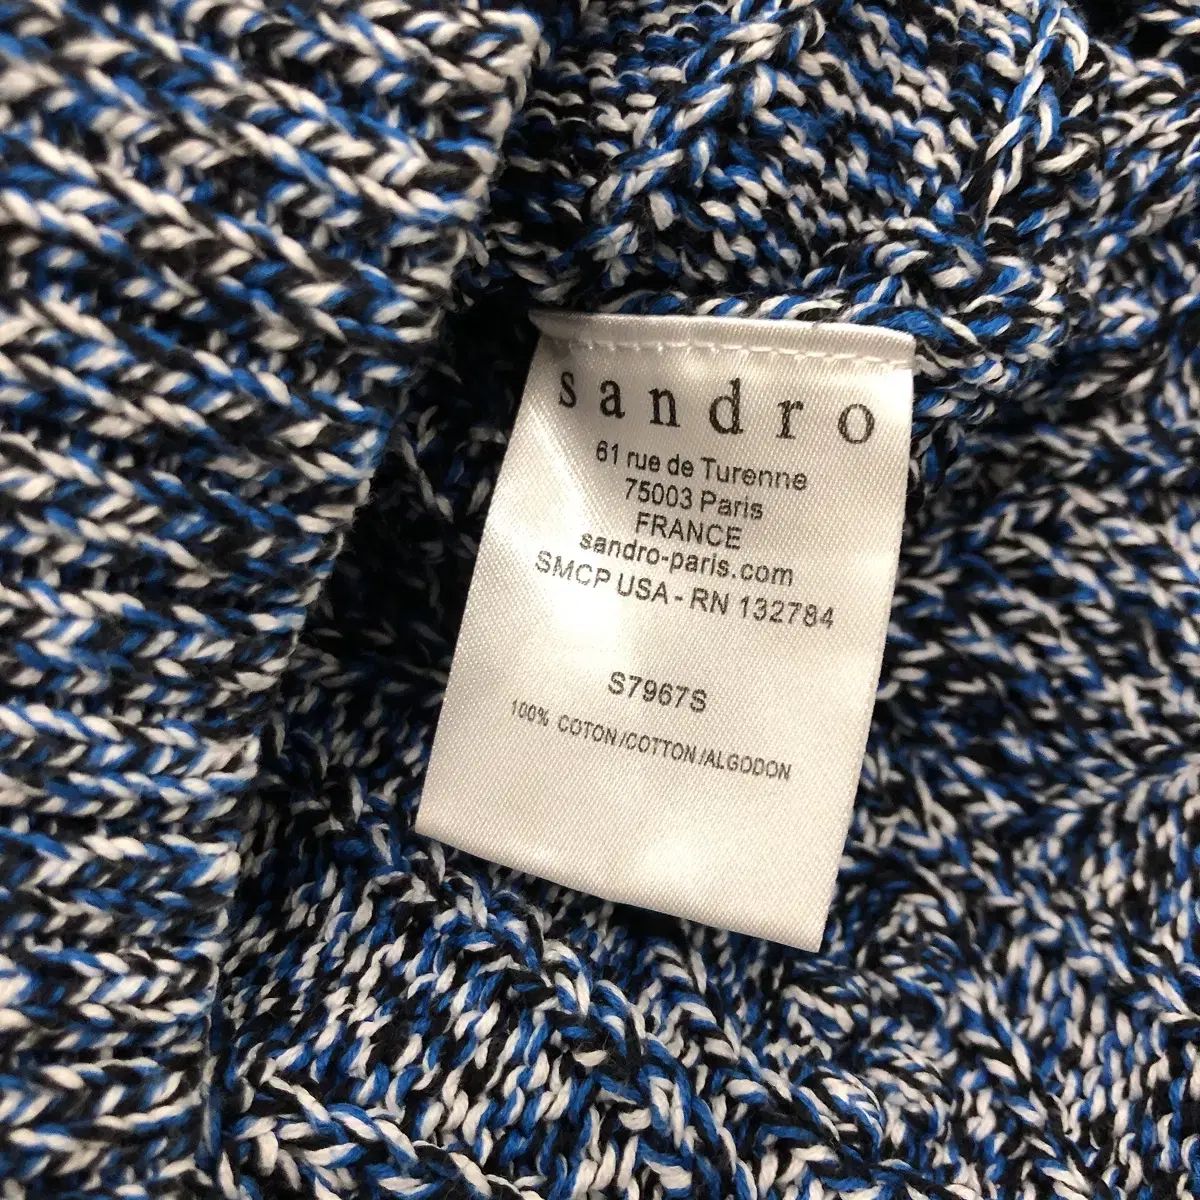 sandro
61 rue de Turenne
75003 Paris
FRANCE
sandro-paris.com
SMCP USA - RN 132784
S7967S
100% COTON/COTTON/ALGODON